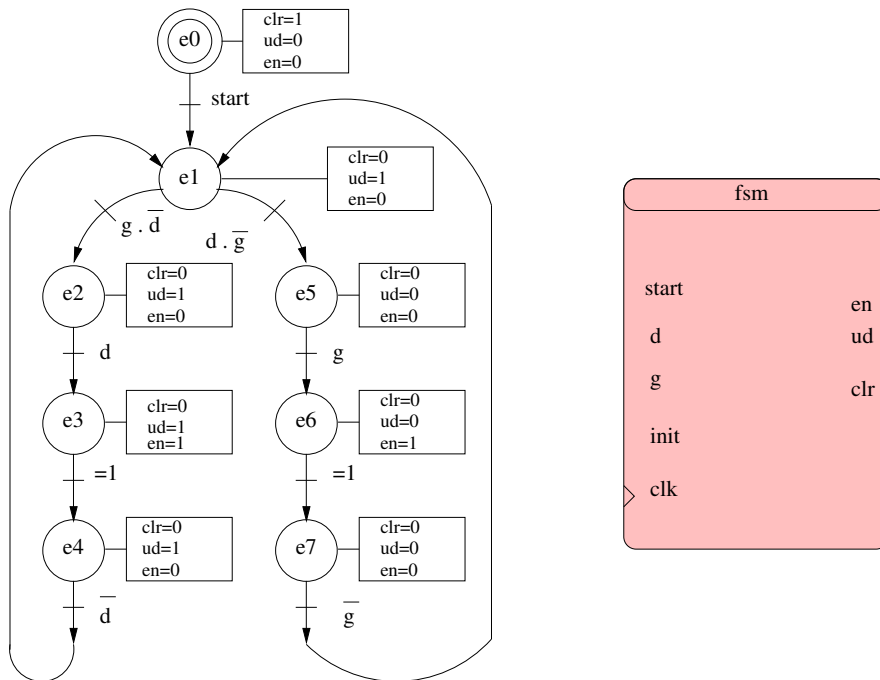 e0
clr=1
ud=0
en=0
start
e1
clr=0
ud=1
en=0
g . d̅
d . g̅
e2
clr=0
ud=1
en=0
e5
clr=0
ud=0
en=0
d
g
e3
clr=0
ud=1
en=1
e6
clr=0
ud=0
en=1
=1
=1
e4
clr=0
ud=1
en=0
e7
clr=0
ud=0
en=0
d̅
g̅
fsm
start
d
g
init
clk
en
ud
clr